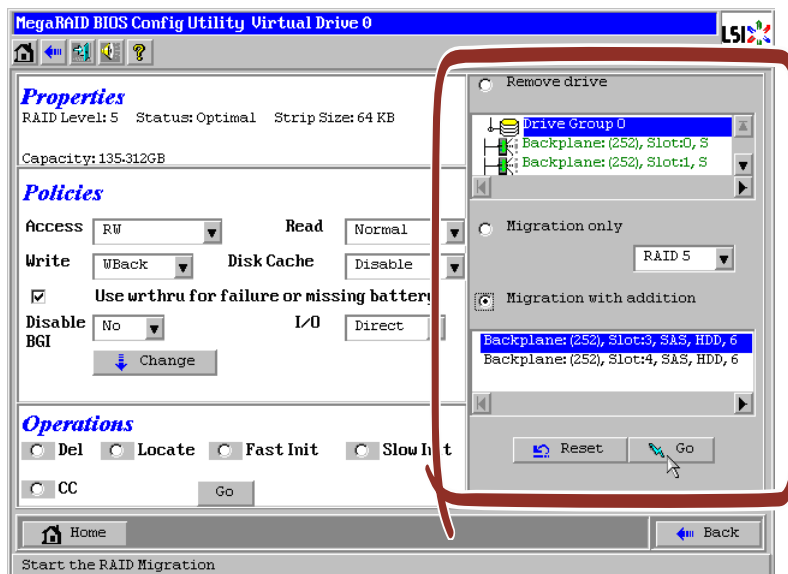 MegaRAID BIOS Config Utility Virtual Drive 0
LSI
Properties
RAID Level: 5 Status: Optimal Strip Size: 64 KB
Capacity: 135.312GB
Policies
Access RW Read Normal
Write WBack Disk Cache Disable
Use wrthru for failure or missing battery
Disable BGI No I/O Direct
Change
Operations
Del Locate Fast Init Slow Init
CC Go
Remove drive
Drive Group 0
Backplane: (252), Slot:0, S
Backplane: (252), Slot:1, S
Migration only
RAID 5
Migration with addition
Backplane: (252), Slot:3, SAS, HDD, 6
Backplane: (252), Slot:4, SAS, HDD, 6
Reset Go
Home Back
Start the RAID Migration